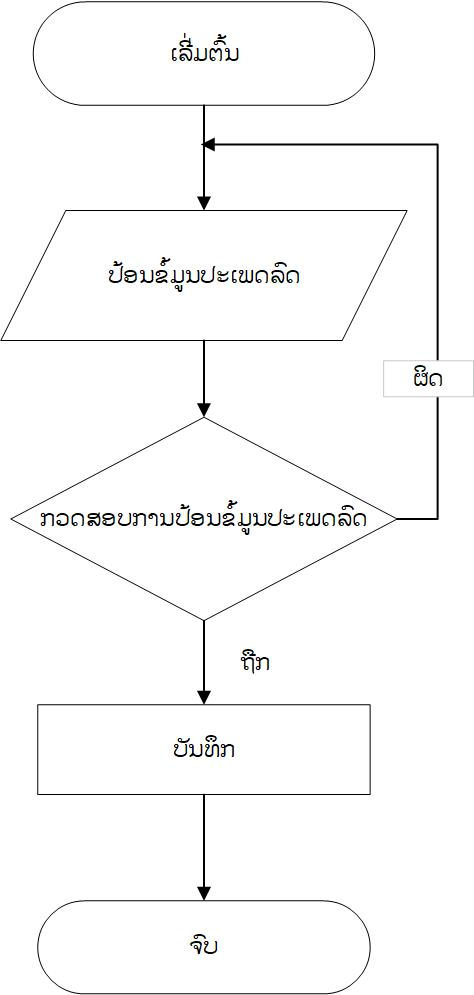 ເລີ່ມຕົ້ນ
ປ້ອນຂໍ້ມູນປະເພດລົດ
ຜິດ
ກວດສອບການປ້ອນຂໍ້ມູນປະເພດລົດ
ຖືກ
ບັນທຶກ
ຈົບ